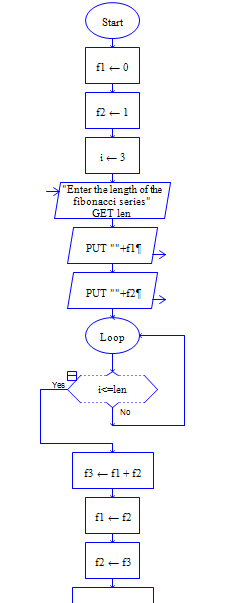 Start
f1 ← 0
f2 ← 1
i ← 3
"Enter the length of the
fibonacci series"
GET len
PUT ""+f1¶
PUT ""+f2¶
Loop
i<=len
Yes
No
f3 ← f1 + f2
f1 ← f2
f2 ← f3